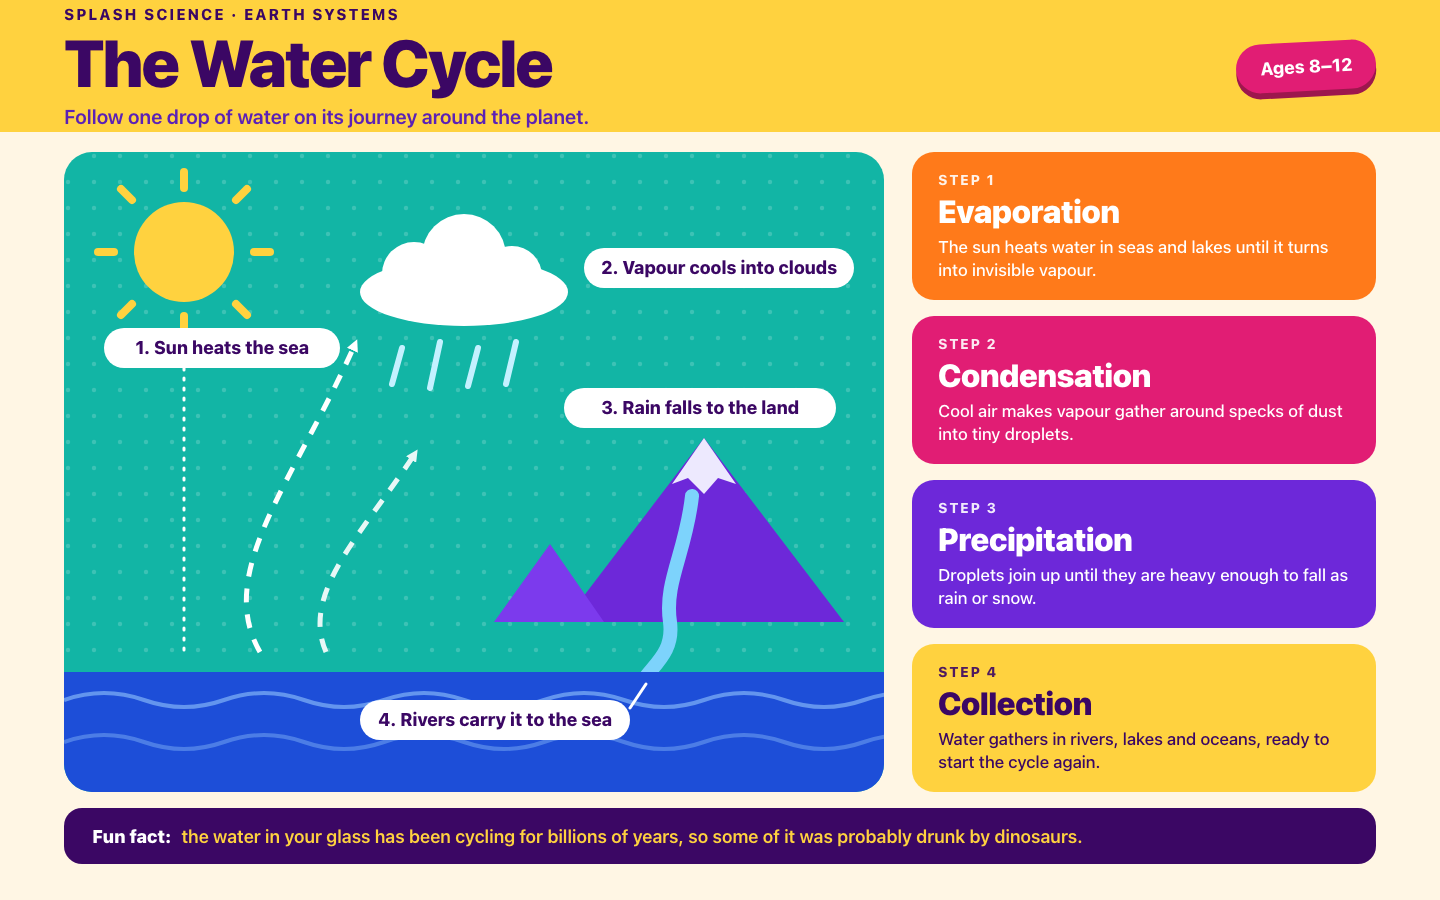 SPLASH SCIENCE · EARTH SYSTEMS
The Water Cycle
Follow one drop of water on its journey around the planet.
Ages 8–12
1. Sun heats the sea
2. Vapour cools into clouds
3. Rain falls to the land
4. Rivers carry it to the sea
STEP 1
Evaporation
The sun heats water in seas and lakes until it turns
into invisible vapour.
STEP 2
Condensation
Cool air makes vapour gather around specks of dust
into tiny droplets.
STEP 3
Precipitation
Droplets join up until they are heavy enough to fall as
rain or snow.
STEP 4
Collection
Water gathers in rivers, lakes and oceans, ready to
start the cycle again.
Fun fact: the water in your glass has been cycling for billions of years, so some of it was probably drunk by dinosaurs.